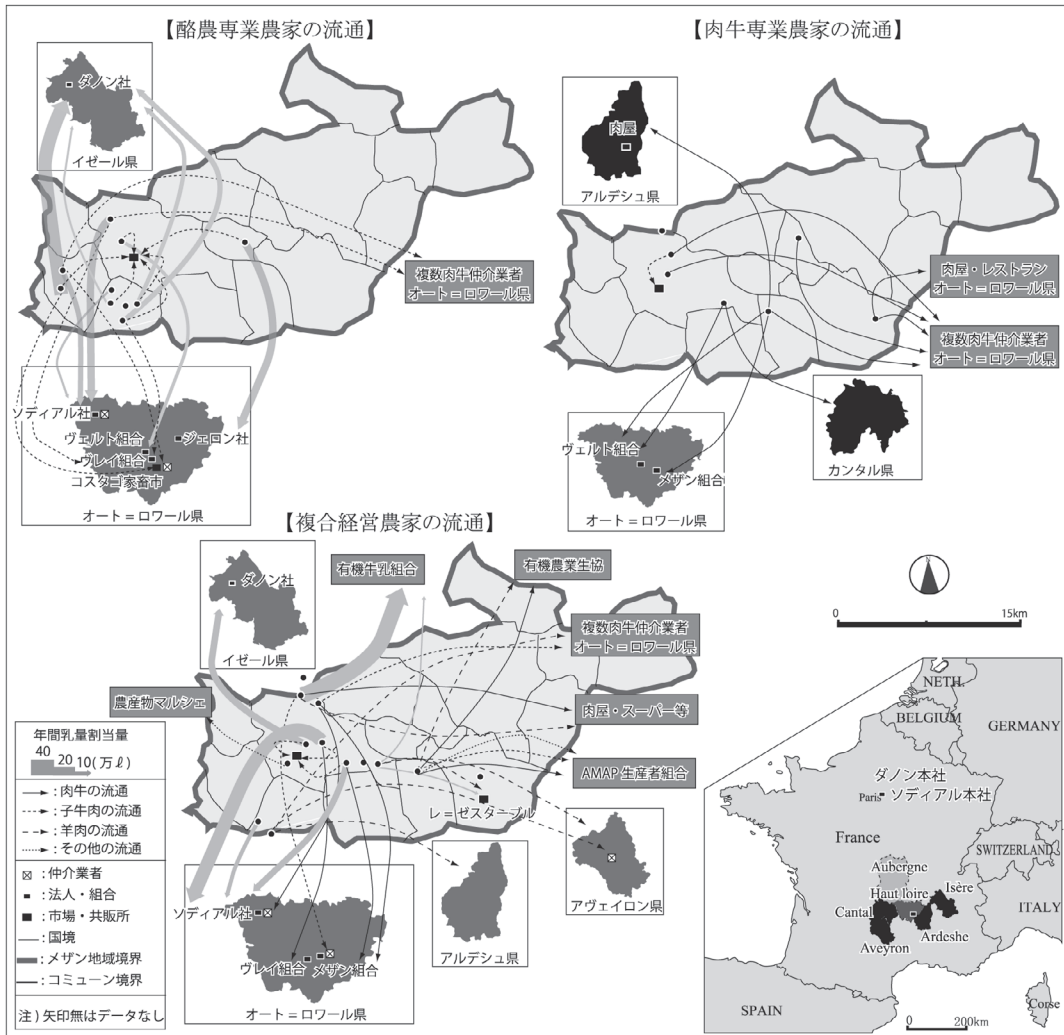 【酪農専業農家の流通】
ダノン社
イゼール県
複数肉牛仲介業者
オート＝ロワール県
ソディアル社
ヴェルト組合
ジェロン社
ヴレイ組合
コスタゴ家畜市
オート＝ロワール県
【肉牛専業農家の流通】
肉屋
アルデシュ県
肉屋・レストラン
オート＝ロワール県
複数肉牛仲介業者
オート＝ロワール県
カンタル県
ヴェルト組合
メザン組合
オート＝ロワール県
【複合経営農家の流通】
ダノン社
イゼール県
有機牛乳組合
有機農業生協
複数肉牛仲介業者
オート＝ロワール県
農産物マルシェ
肉屋・スーパー等
AMAP 生産者組合
レ＝ゼスターブル
アヴェイロン県
アルデシュ県
ソディアル社
ヴレイ組合
メザン組合
オート＝ロワール県
年間乳量割当量
40
20
10(万ℓ)
：肉牛の流通
：子牛肉の流通
：羊肉の流通
：その他の流通
：仲介業者
：法人・組合
：市場・共販所
：国境
：メザン地域境界
：コミューン境界
注）矢印無はデータなし
N
0 15km
NETH.
BELGIUM
GERMANY
ダノン本社
Paris
ソディアル本社
France
SWITZERLAND
Aubergne
Haut loire
Isère
Cantal
ITALY
Ardeshe
Aveyron
SPAIN
Corse
0 200km